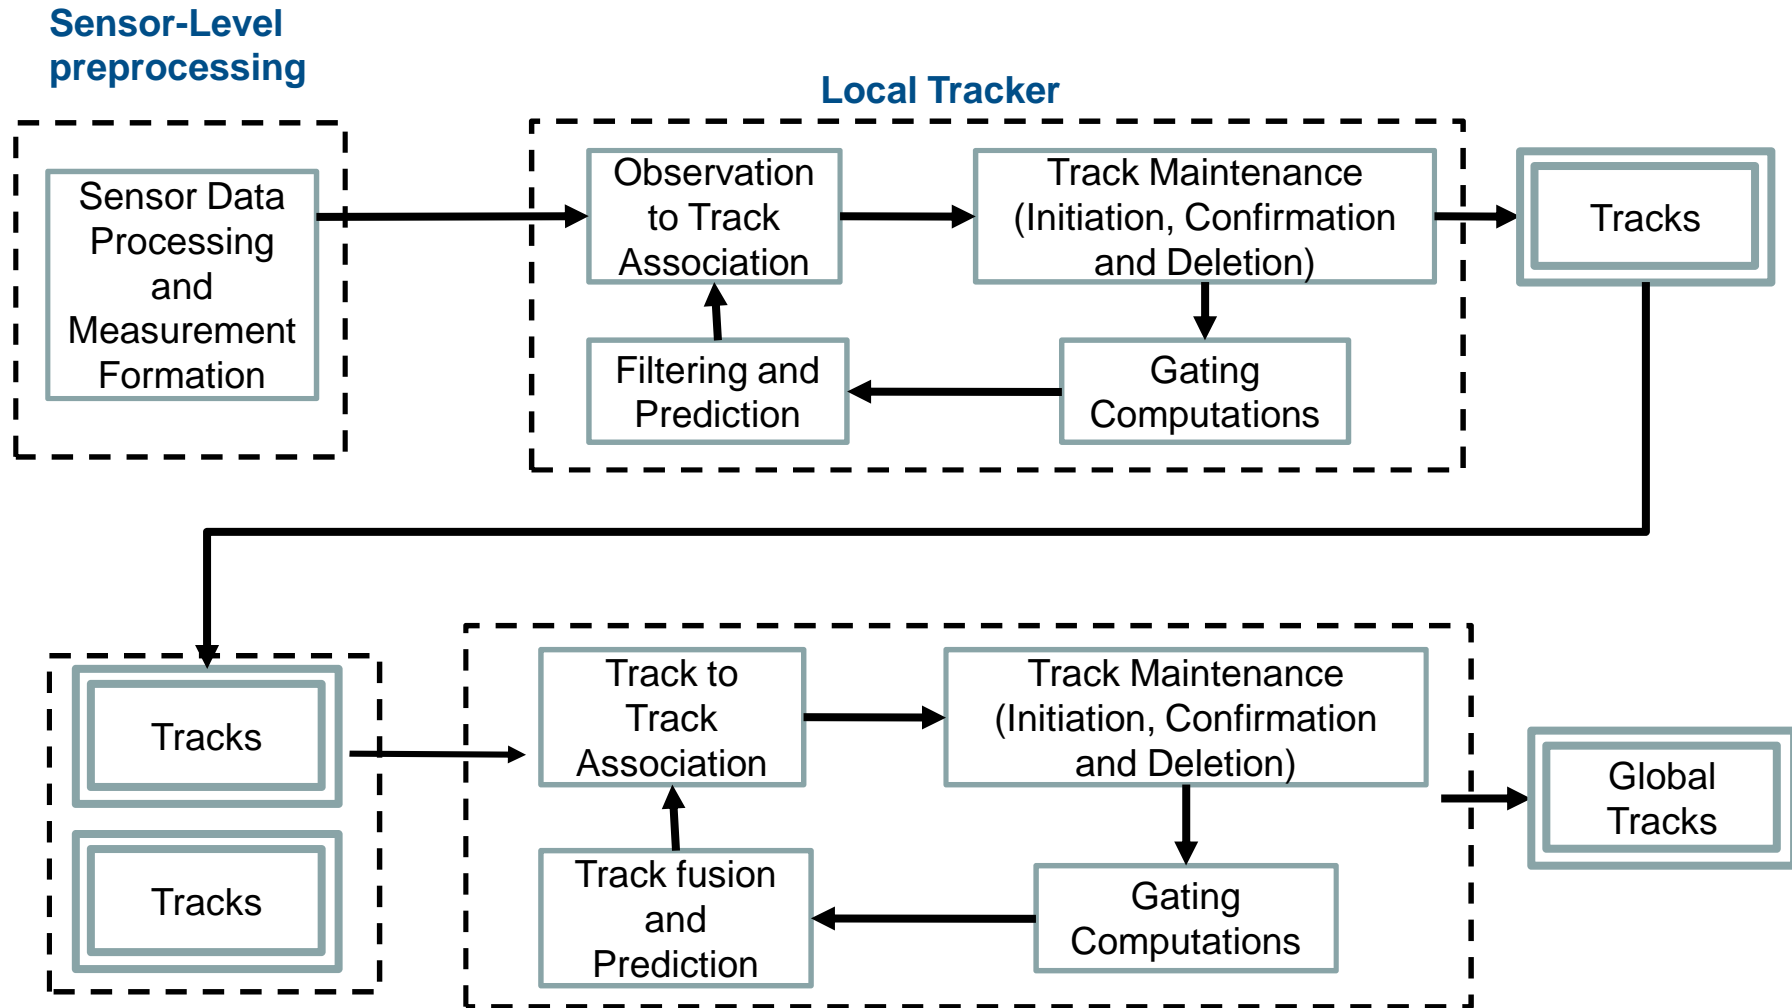 Sensor-Level
preprocessing
Local Tracker
Sensor Data
Processing
and
Measurement
Formation
Observation
to Track
Association
Track Maintenance
(Initiation, Confirmation
and Deletion)
Tracks
Filtering and
Prediction
Gating
Computations
Tracks
Tracks
Track to
Track
Association
Track Maintenance
(Initiation, Confirmation
and Deletion)
Global
Tracks
Track fusion
and
Prediction
Gating
Computations